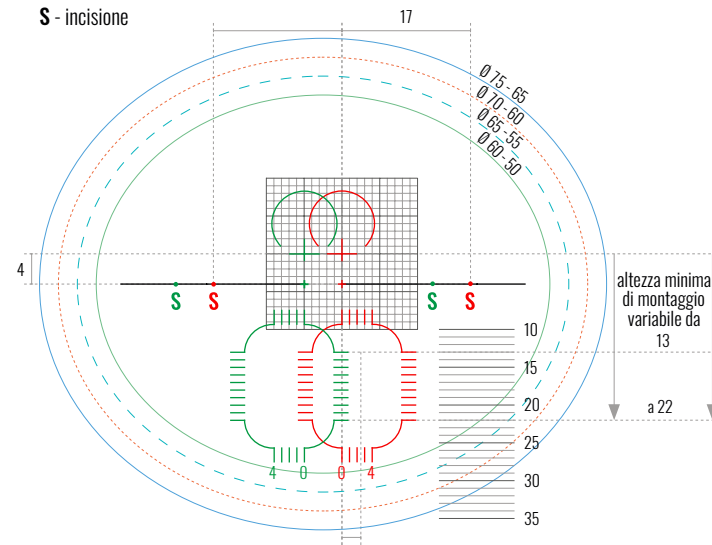 S - incisione
17
Ø 75 - 65
Ø 70 - 60
Ø 65 - 55
Ø 60 - 50
4
S
S
S
S
altezza minima
di montaggio
variabile da
13
a 22
10
15
20
25
30
35
4
0
0
4